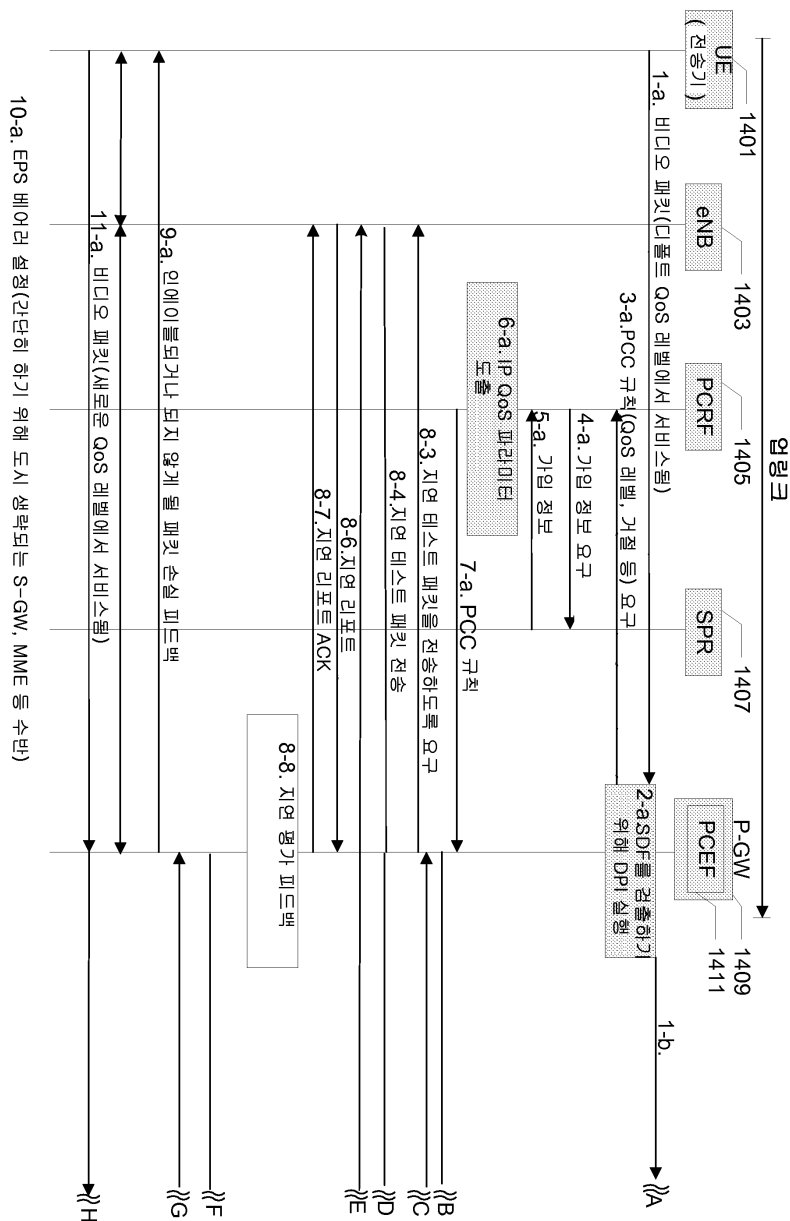 업링크
UE
( 전송기 )
1401
eNB
1403
PCRF
1405
SPR
1407
P-GW
PCEF
1409
1411
1-a. 비디오 패킷(디폴트 QoS 레벨에서 서비스됨)
2-a.SDF를 검출하기
위해 DPI 실행
1-b.
A
3-a.PCC 규칙(QoS 레벨, 거절 등) 요구
4-a.가입 정보 요구
5-a. 가입 정보
6-a. IP QoS 파라미터
도출
7-a. PCC 규칙
B
8-3.지연 테스트 패킷을 전송하도록 요구
C
8-4.지연 테스트 패킷 전송
D
8-6.지연 리포트
E
8-7.지연 리포트 ACK
8-8. 지연 평가 피드백
F
9-a. 인에이블되거나 되지 않게 될 패킷 손실 피드백
G
11-a. 비디오 패킷(새로운 QoS 레벨에서 서비스됨)
H
10-a. EPS 베어러 설정(간단히 하기 위해 도시 생략되는 S-GW, MME 등 수반)